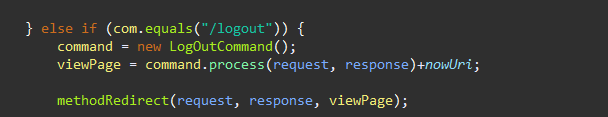 } else if (com.equals("/logout")) {
command = new LogOutCommand();
viewPage = command.process(request, response)+nowUri;
methodRedirect(request, response, viewPage);